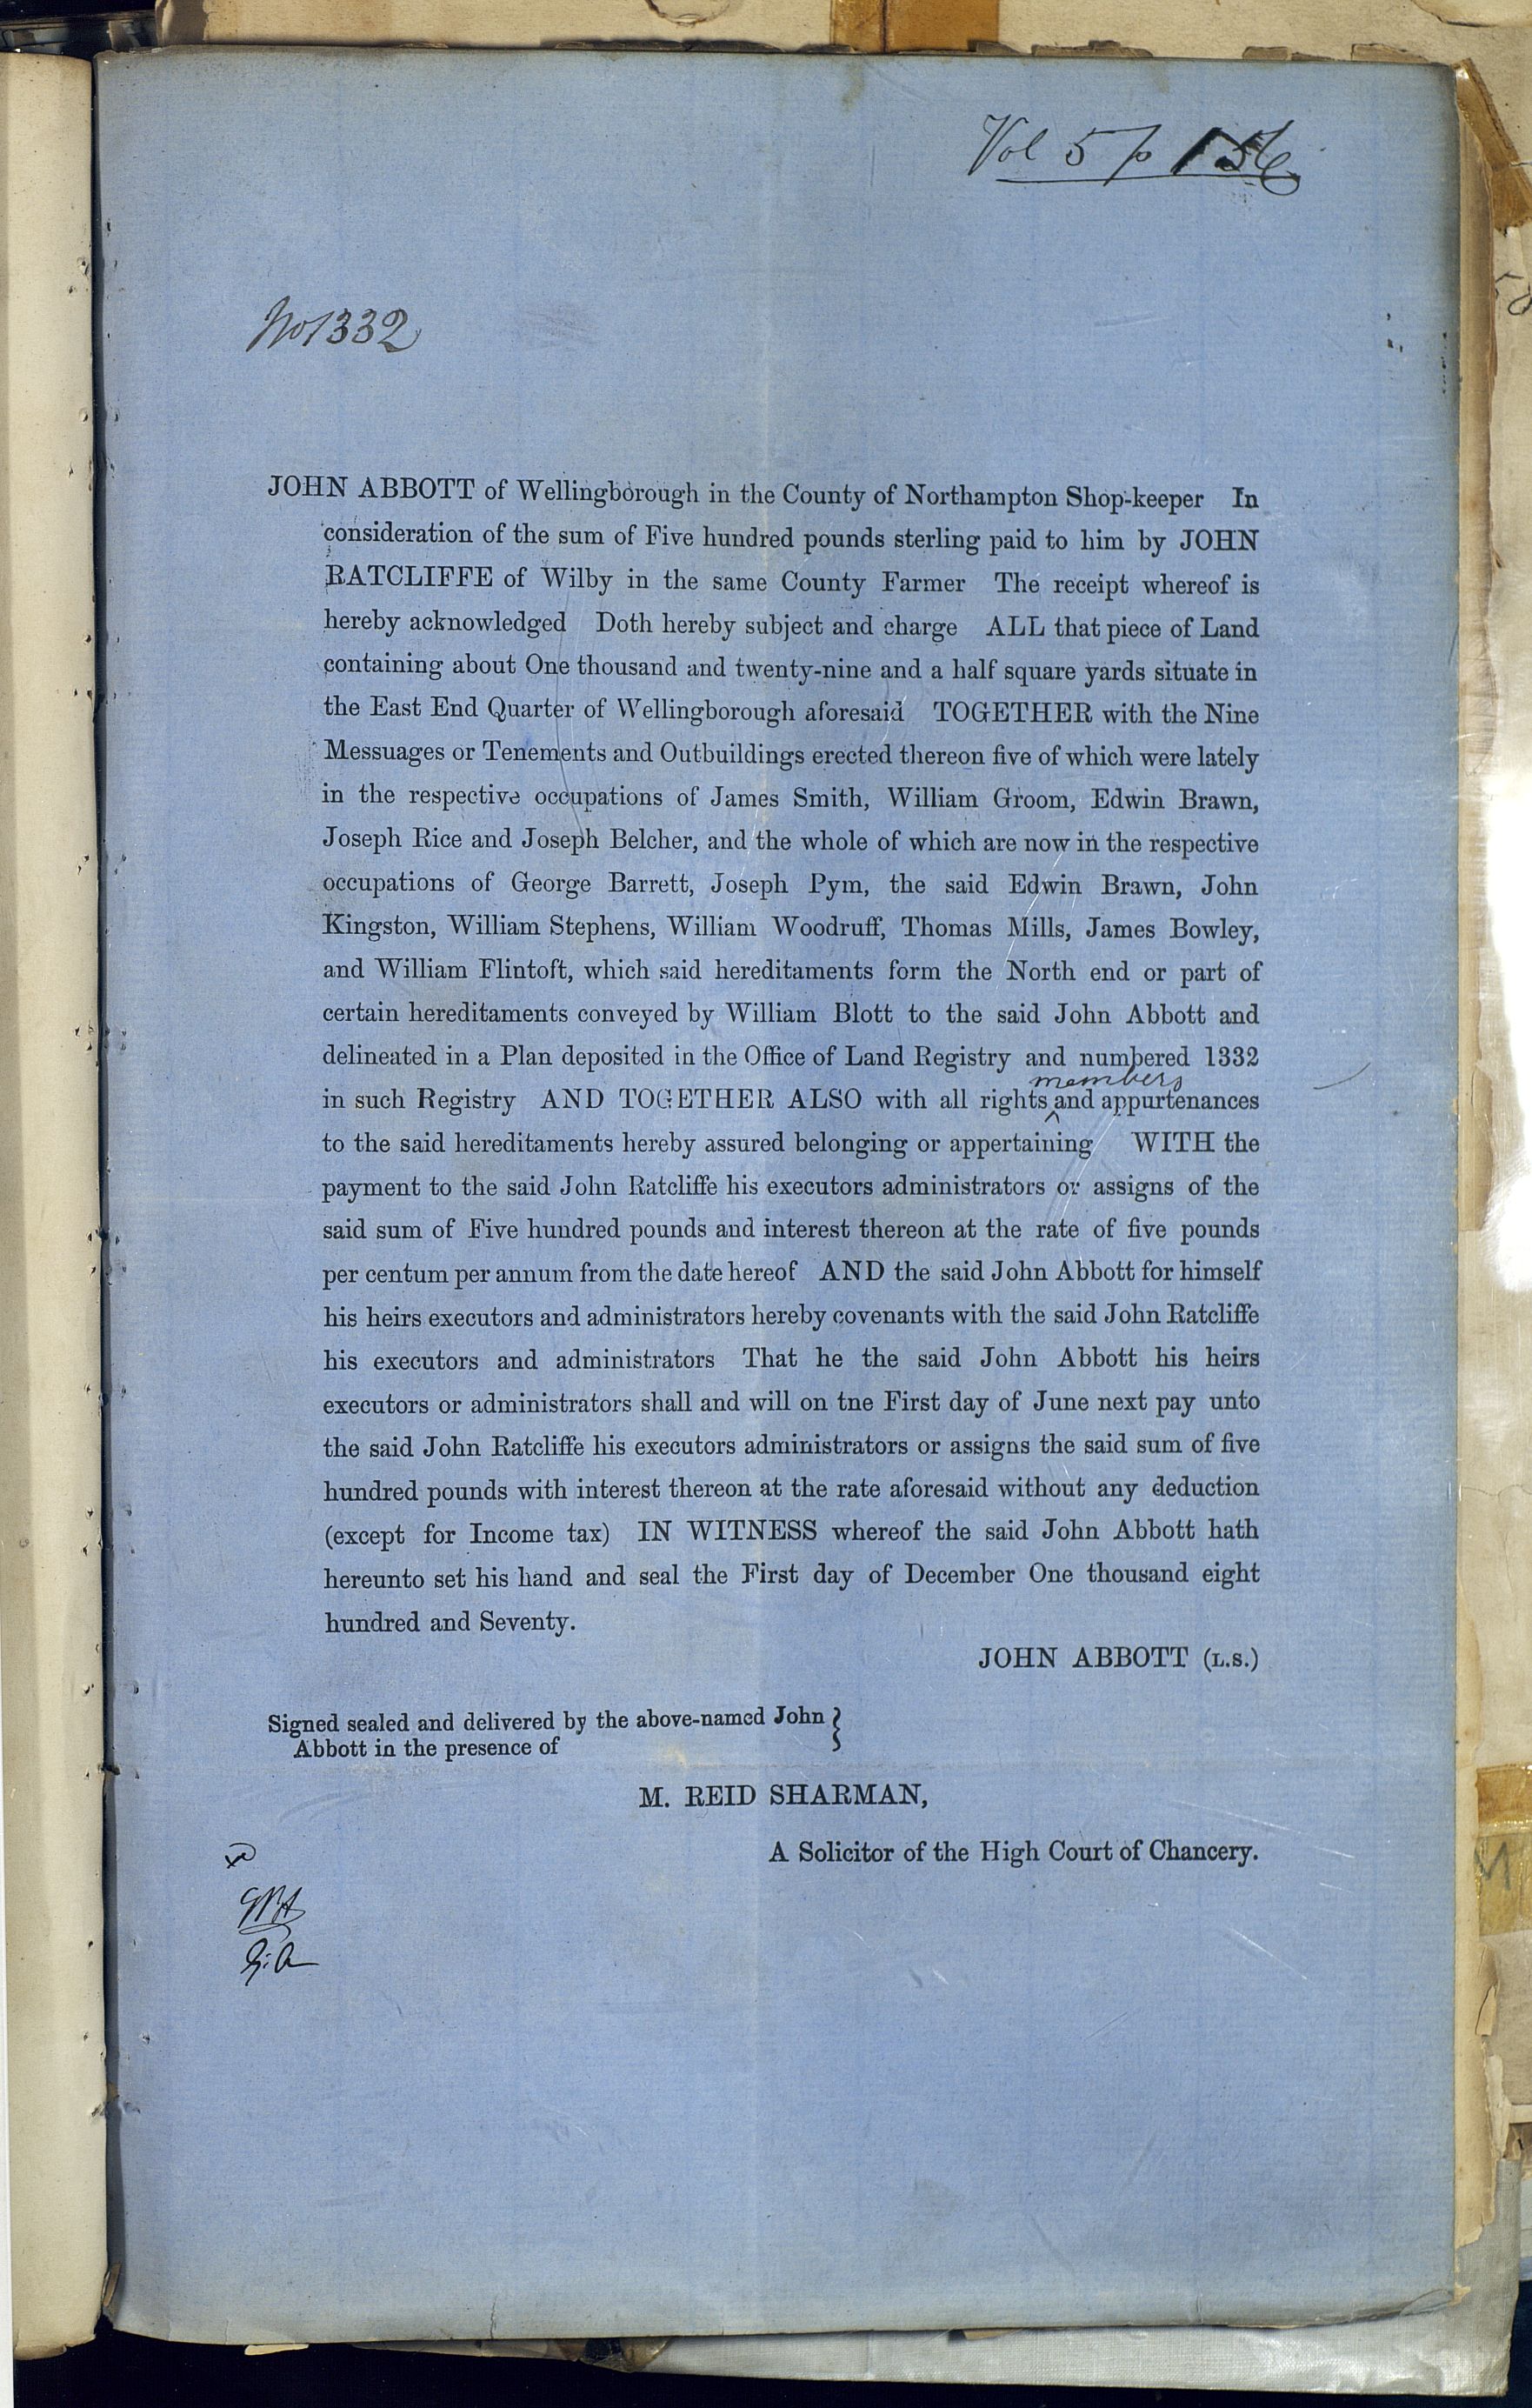 Vol 5 p 156
No 1332
JOHN ABBOTT of Wellingborough in the County of Northampton Shop-keeper In
consideration of the sum of Five hundred pounds sterling paid to him by JOHN
RATCLIFFE of Wilby in the same County Farmer The receipt whereof is
hereby acknowledged Doth hereby subject and charge ALL that piece of Land
containing about One thousand and twenty-nine and a half square yards situate in
the East End Quarter of Wellingborough aforesaid TOGETHER with the Nine
Messuages or Tenements and Outbuildings erected thereon five of which were lately
in the respective occupations of James Smith, William Groom, Edwin Brawn,
Joseph Rice and Joseph Belcher, and the whole of which are now in the respective
occupations of George Barrett, Joseph Pym, the said Edwin Brawn, John
Kingston, William Stephens, William Woodruff, Thomas Mills, James Bowley,
and William Flintoft, which said hereditaments form the North end or part of
certain hereditaments conveyed by William Blott to the said John Abbott and
delineated in a Plan deposited in the Office of Land Registry and numbered 1332
members
in such Registry AND TOGETHER ALSO with all rights ^ and appurtenances
to the said hereditaments hereby assured belonging or appertaining WITH the
payment to the said John Ratcliffe his executors administrators or assigns of the
said sum of Five hundred pounds and interest thereon at the rate of five pounds
per centum per annum from the date hereof AND the said John Abbott for himself
his heirs executors and administrators hereby covenants with the said John Ratcliffe
his executors and administrators That he the said John Abbott his heirs
executors or administrators shall and will on tne First day of June next pay unto
the said John Ratcliffe his executors administrators or assigns the said sum of five
hundred pounds with interest thereon at the rate aforesaid without any deduction
(except for Income tax) IN WITNESS whereof the said John Abbott hath
hereunto set his hand and seal the First day of December One thousand eight
hundred and Seventy.
JOHN ABBOTT (L.S.)
Signed sealed and delivered by the above-named John }
Abbott in the presence of
M. REID SHARMAN,
A Solicitor of the High Court of Chancery.